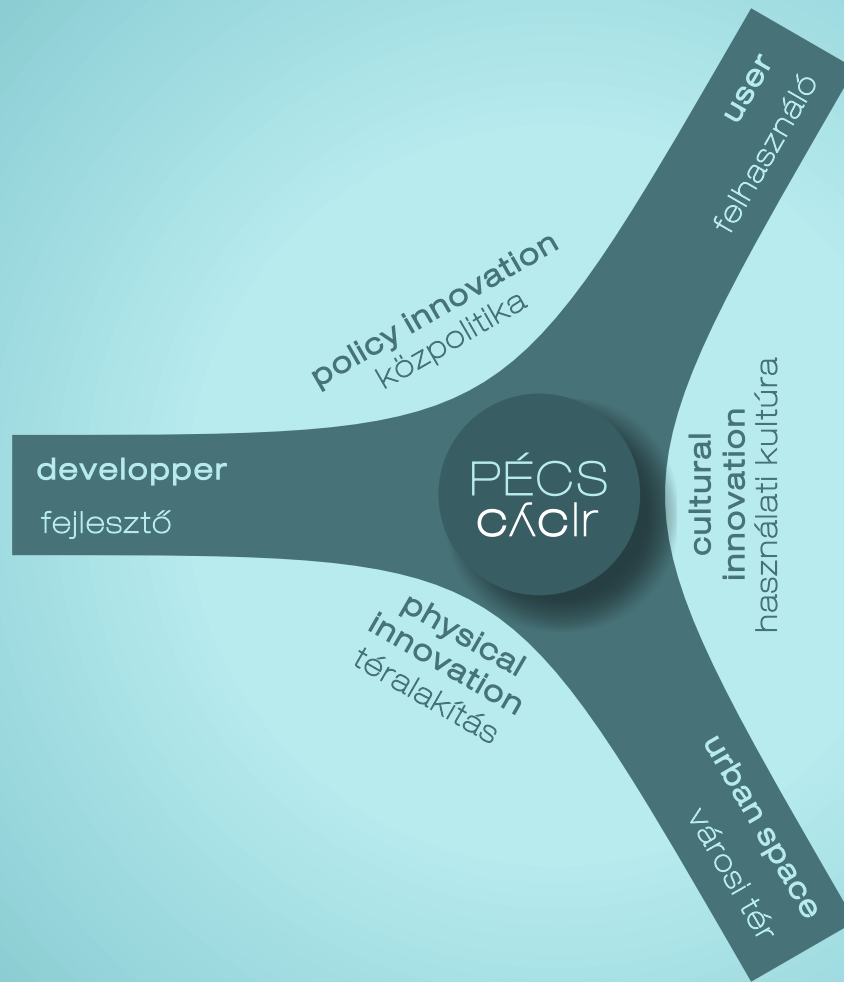 user
felhasználó
policy innovation
közpolitika
developper
fejlesztő
PÉCS
cʎclr
cultural
innovation
használati kultúra
physical
innovation
téralakítás
urban space
városi tér